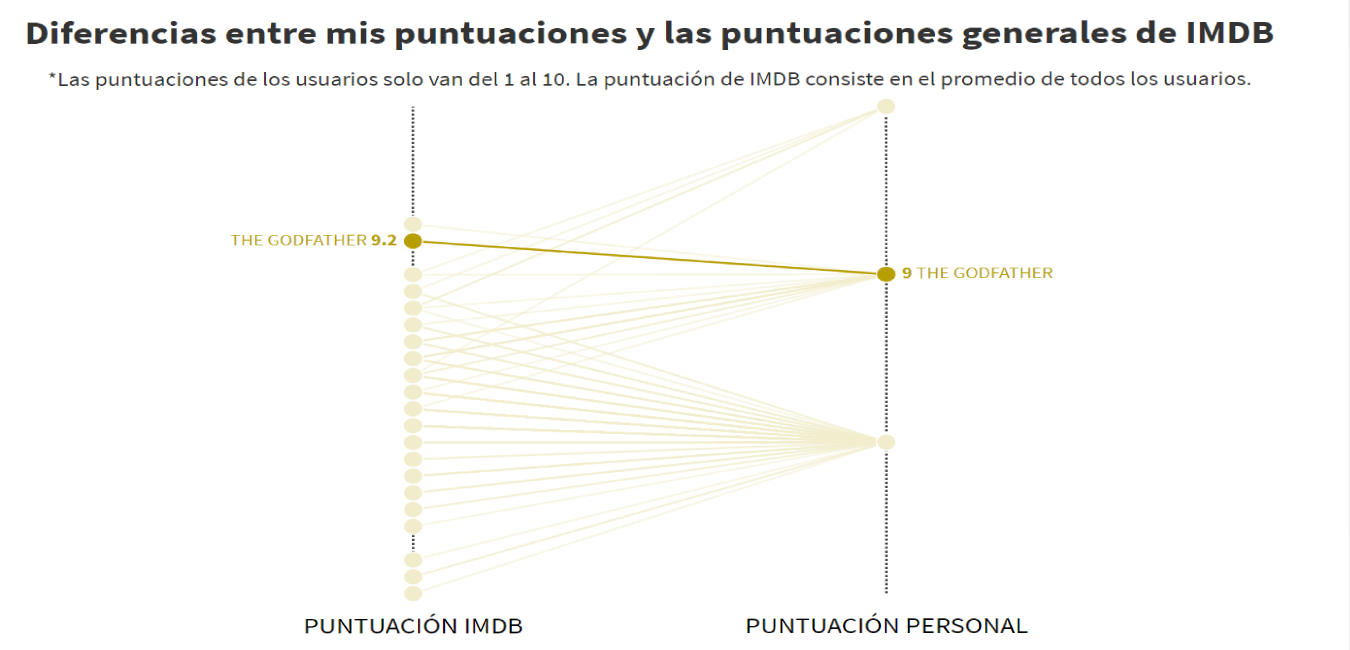 Diferencias entre mis puntuaciones y las puntuaciones generales de IMDB
*Las puntuaciones de los usuarios solo van del 1 al 10. La puntuación de IMDB consiste en el promedio de todos los usuarios.
THE GODFATHER 9.2
9 THE GODFATHER
PUNTUACIÓN IMDB
PUNTUACIÓN PERSONAL